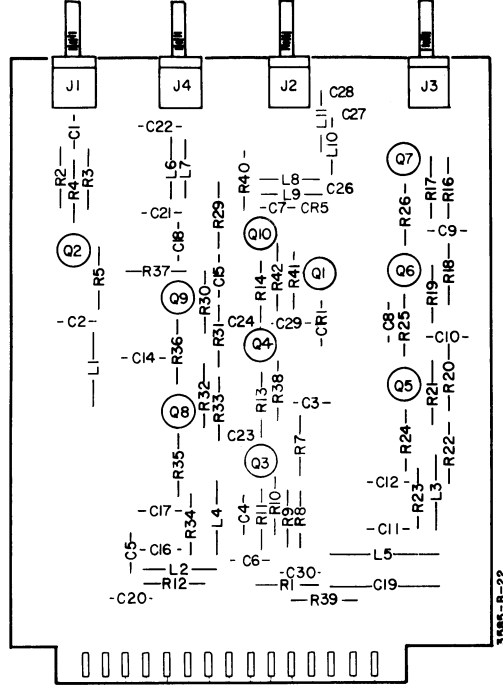 J1 J4 J2 J3
C28
C27
L11
L10
C1
C22
L6
L7
R2
R4
R3
R40
L8
L9
C26
C7 CR5
Q7
R17
R16
R26
C21
R29
C18
Q10
C9
Q2
R5
R37
C15
R14
R42
R41
Q1
Q6
R18
R19
Q9
R30
C2
C24
C29
CR1
C8
R25
C10
R31
Q4
L1
C14
R36
R32
R33
R13
R38
C3
Q5
R21
R20
Q8
C23
R7
R24
R22
R35
Q3
C12
R23
L3
C17
R34
L4
C4
R11
R10
R9
R8
C11
C5
C16
C6
L5
L2
C30
R12
R1
C19
C20
R39
3585-B-22